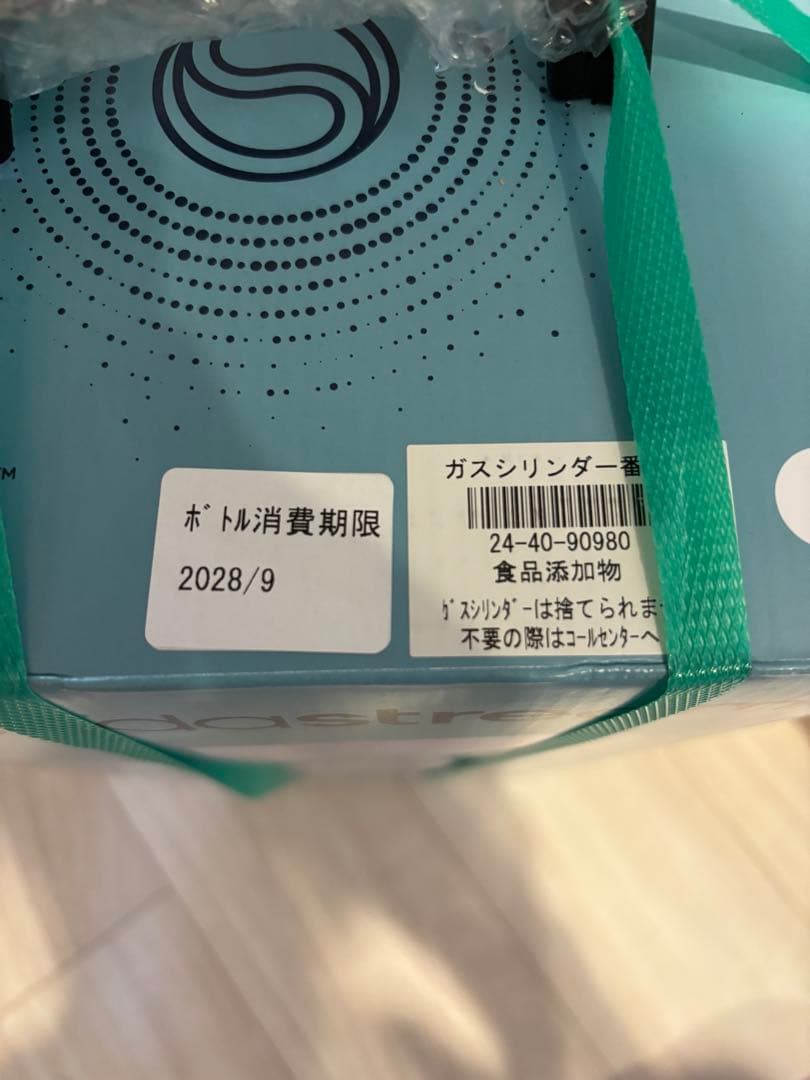 TM
ﾎﾞﾄﾙ消費期限
2028/9
ガスシリンダー番
24-40-90980
食品添加物
ｶﾞｽｼﾘﾝﾀﾞｰは捨てられま
不要の際はｺｰﾙｾﾝﾀｰへ
dastre